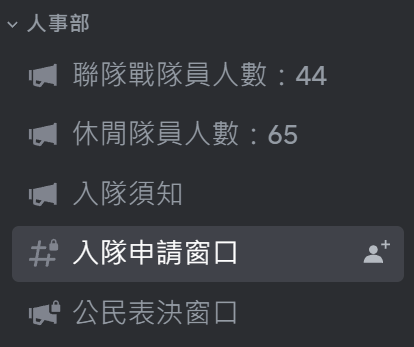 人事部
聯隊戰隊員人數：44
休閒隊員人數：65
入隊須知
入隊申請窗口
公民表決窗口